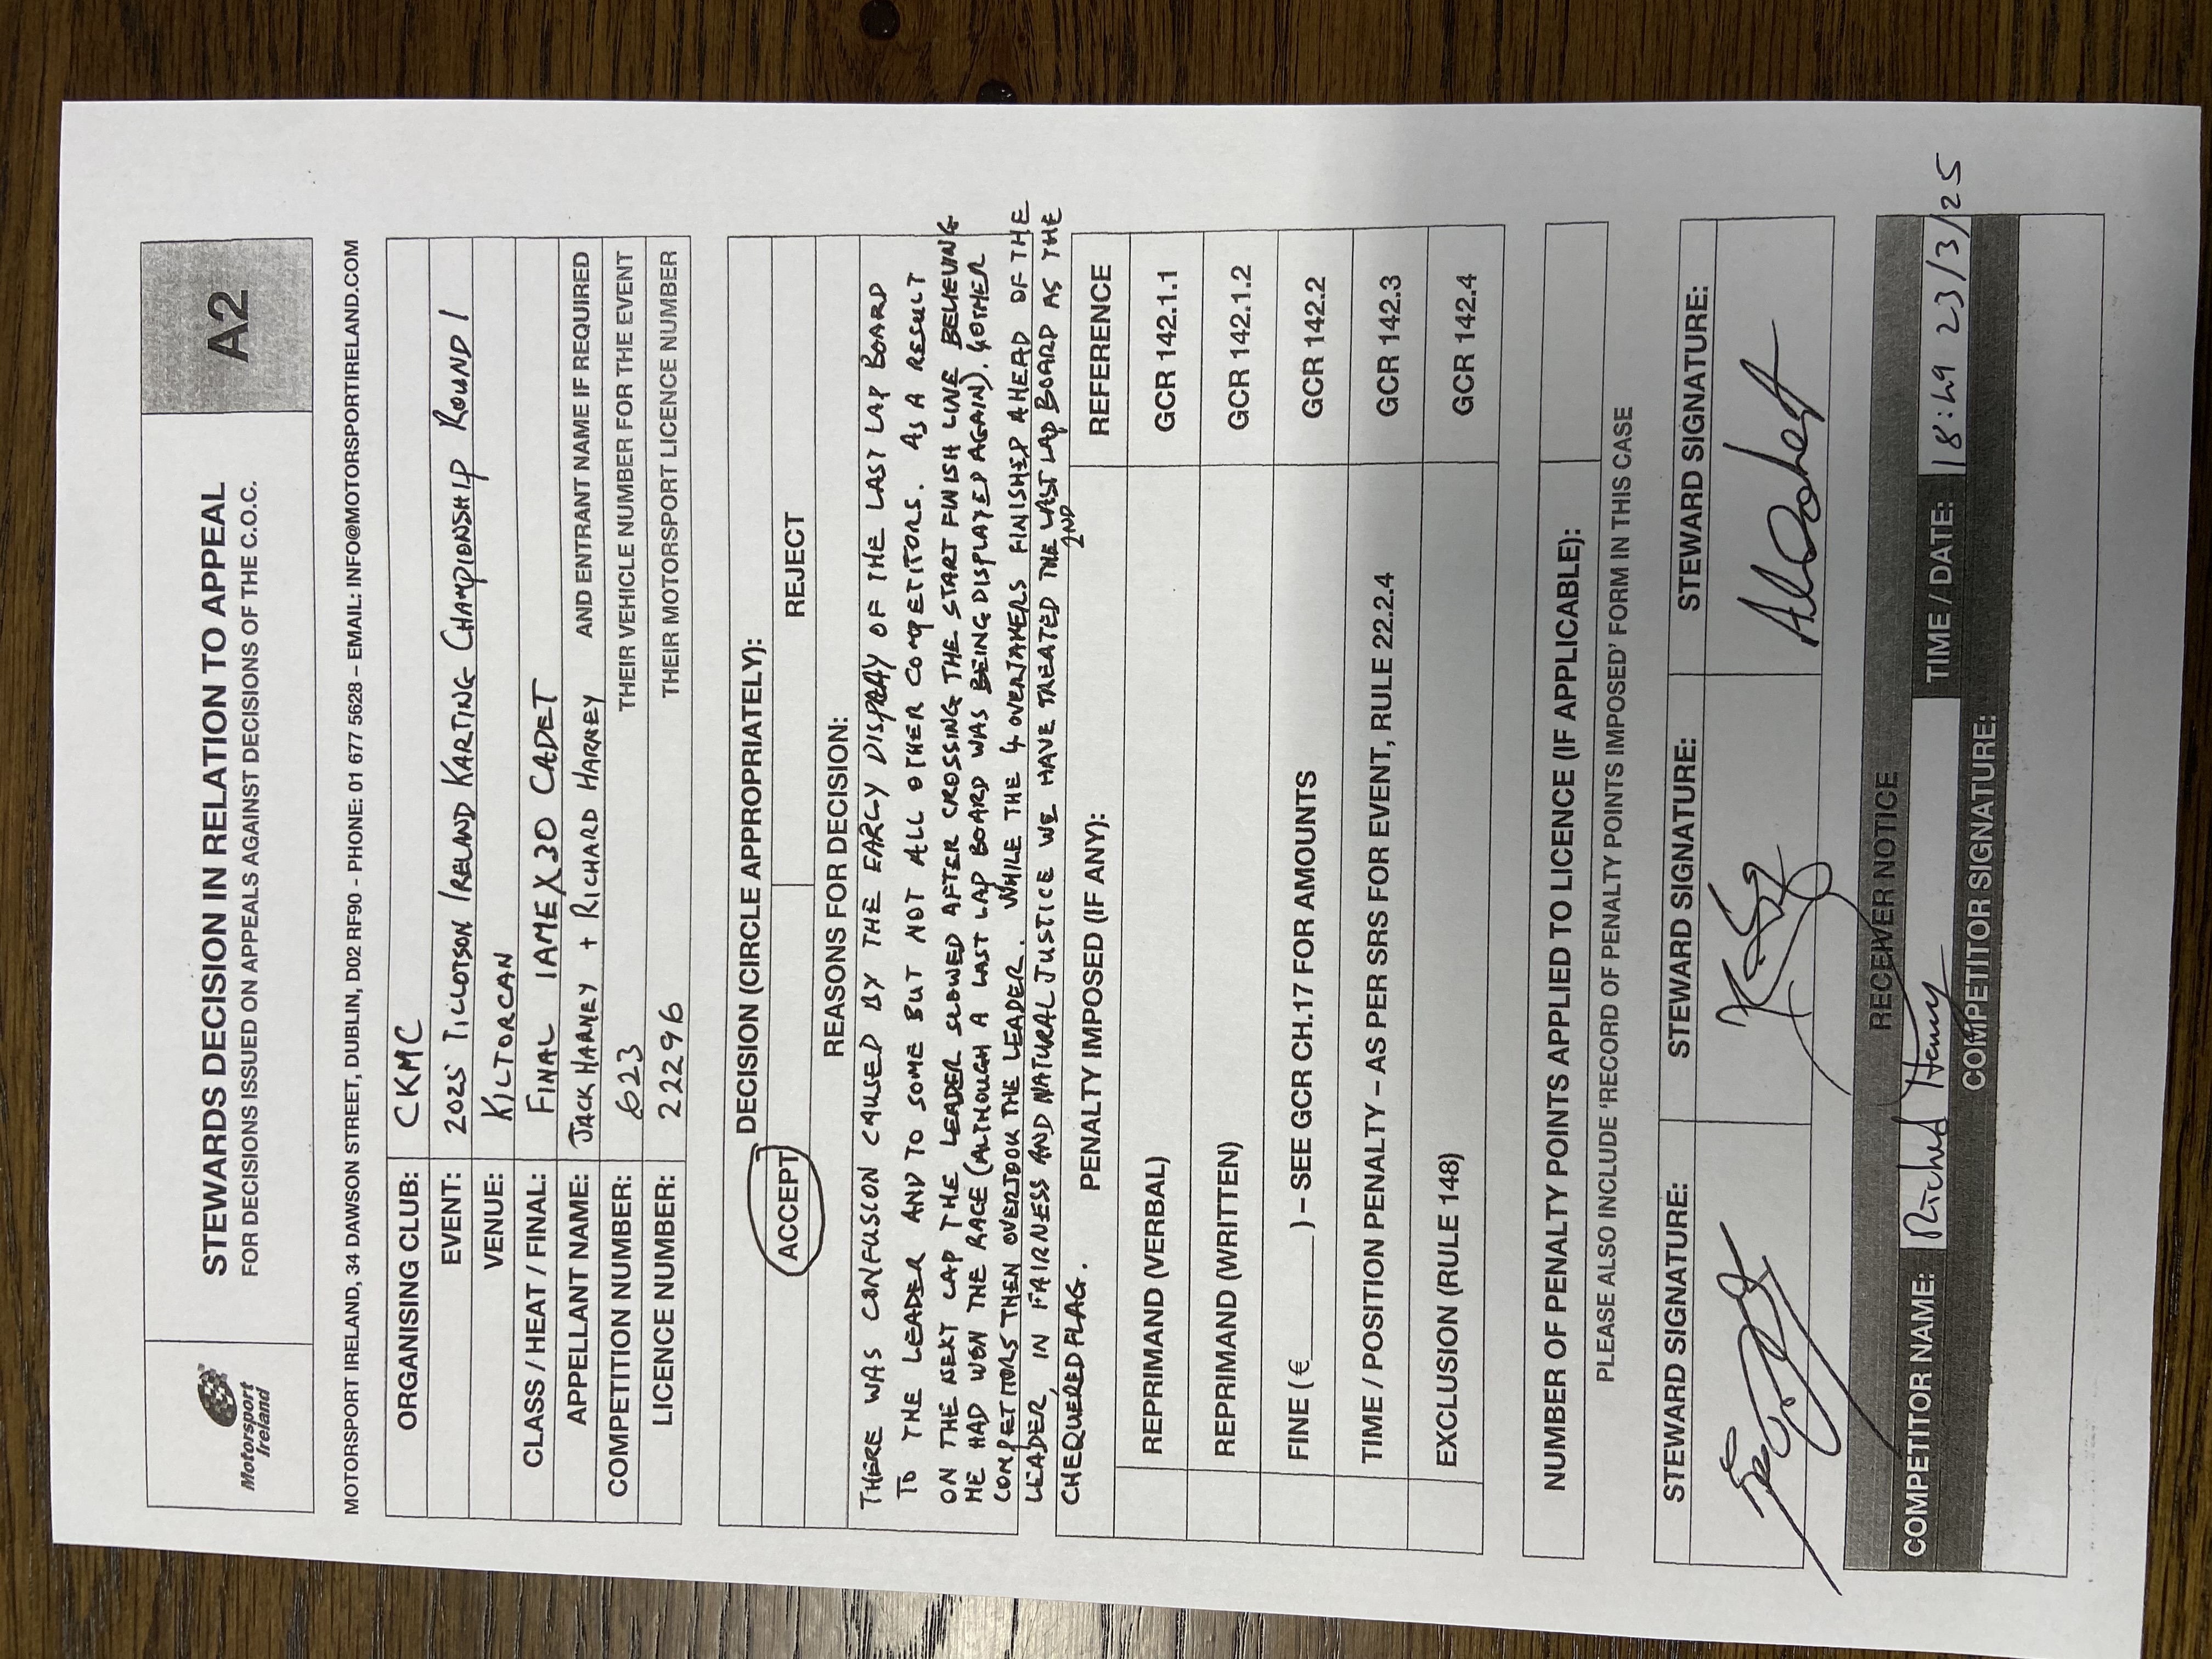 Motorsport
Ireland
STEWARDS DECISION IN RELATION TO APPEAL
FOR DECISIONS ISSUED ON APPEALS AGAINST DECISIONS OF THE C.O.C.
A2
MOTORSPORT IRELAND, 34 DAWSON STREET, DUBLIN, D02 RF90 - PHONE: 01 677 5628 – EMAIL: INFO@MOTORSPORTIRELAND.COM
ORGANISING CLUB: CKMC
EVENT: 2025 TILLOTSON IRELAND KARTING CHAMPIONSHIP ROUND 1
VENUE: KILTORCAN
CLASS / HEAT / FINAL: FINAL IAME X30 CADET
APPELLANT NAME: JACK HARNEY + RICHARD HARNEY AND ENTRANT NAME IF REQUIRED
COMPETITION NUMBER: 623 THEIR VEHICLE NUMBER FOR THE EVENT
LICENCE NUMBER: 22296 THEIR MOTORSPORT LICENCE NUMBER
DECISION (CIRCLE APPROPRIATELY):
ACCEPT REJECT
REASONS FOR DECISION:
THERE WAS CONFUSION CAUSED BY THE EARLY DISPLAY OF THE LAST LAP BOARD
TO THE LEADER AND TO SOME BUT NOT ALL OTHER COMPETITORS. AS A RESULT
ON THE NEXT LAP THE LEADER SLOWED AFTER CROSSING THE START FINISH LINE BELIEVING
HE HAD WON THE RACE (ALTHOUGH A LAST LAP BOARD WAS BEING DISPLAYED AGAIN). 4 OTHER
COMPETITORS THEN OVERTOOK THE LEADER. WHILE THE 4 OVERTAKERS FINISHED AHEAD OF THE
LEADER, IN FAIRNESS AND NATURAL JUSTICE WE HAVE TREATED THE 2ND LAST LAP BOARD AS THE
CHEQUERED FLAG.
PENALTY IMPOSED (IF ANY): REFERENCE
REPRIMAND (VERBAL) GCR 142.1.1
REPRIMAND (WRITTEN) GCR 142.1.2
FINE (€______) – SEE GCR CH.17 FOR AMOUNTS GCR 142.2
TIME / POSITION PENALTY – AS PER SRS FOR EVENT, RULE 22.2.4 GCR 142.3
EXCLUSION (RULE 148) GCR 142.4
NUMBER OF PENALTY POINTS APPLIED TO LICENCE (IF APPLICABLE):
PLEASE ALSO INCLUDE 'RECORD OF PENALTY POINTS IMPOSED' FORM IN THIS CASE
STEWARD SIGNATURE: STEWARD SIGNATURE: STEWARD SIGNATURE:
RECEIVER NOTICE
COMPETITOR NAME: Richard Harney TIME / DATE: 18:49 23/3/25
COMPETITOR SIGNATURE: